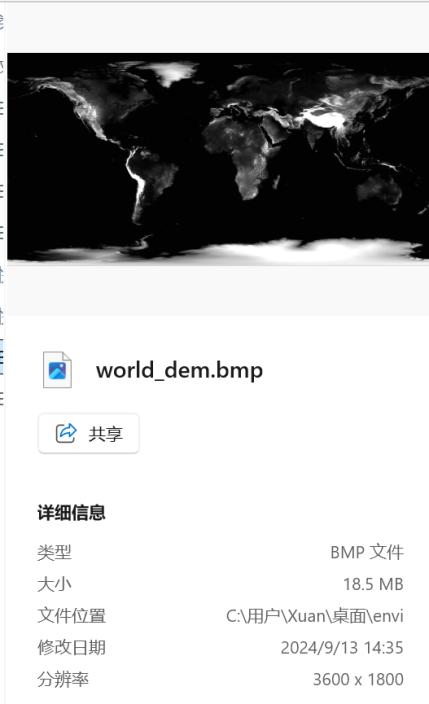 world_dem.bmp
共享
详细信息
类型 BMP 文件
大小 18.5 MB
文件位置 C:\用户\Xuan\桌面\envi
修改日期 2024/9/13 14:35
分辨率 3600 x 1800